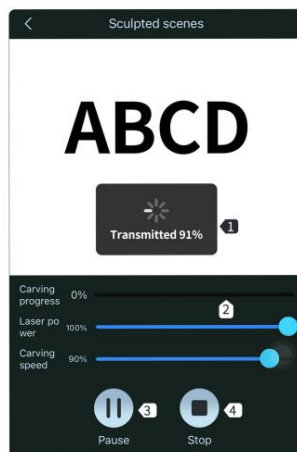 Sculpted scenes
ABCD
Transmitted 91%
1
Carving
progress
0%
2
Laser po
wer
100%
Carving
speed
90%
3
4
Pause
Stop